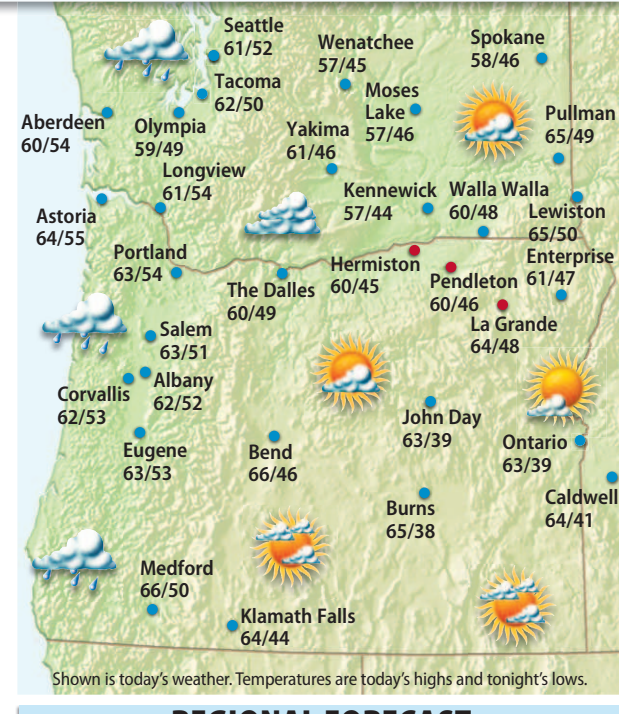 Seattle
61/52
Wenatchee
57/45
Spokane
58/46
Tacoma
62/50
Moses
Lake
57/46
Aberdeen
60/54
Olympia
59/49
Yakima
61/46
Pullman
65/49
Longview
61/54
Kennewick
57/44
Walla Walla
60/48
Lewiston
65/50
Astoria
64/55
Portland
63/54
The Dalles
60/49
Hermiston
60/45
Pendleton
60/46
Enterprise
61/47
La Grande
64/48
Salem
63/51
Albany
62/52
Corvallis
62/53
Eugene
63/53
Bend
66/46
John Day
63/39
Ontario
63/39
Burns
65/38
Caldwell
64/41
Medford
66/50
Klamath Falls
64/44
Shown is today's weather. Temperatures are today's highs and tonight's lows.
REGIONAL FORECAST